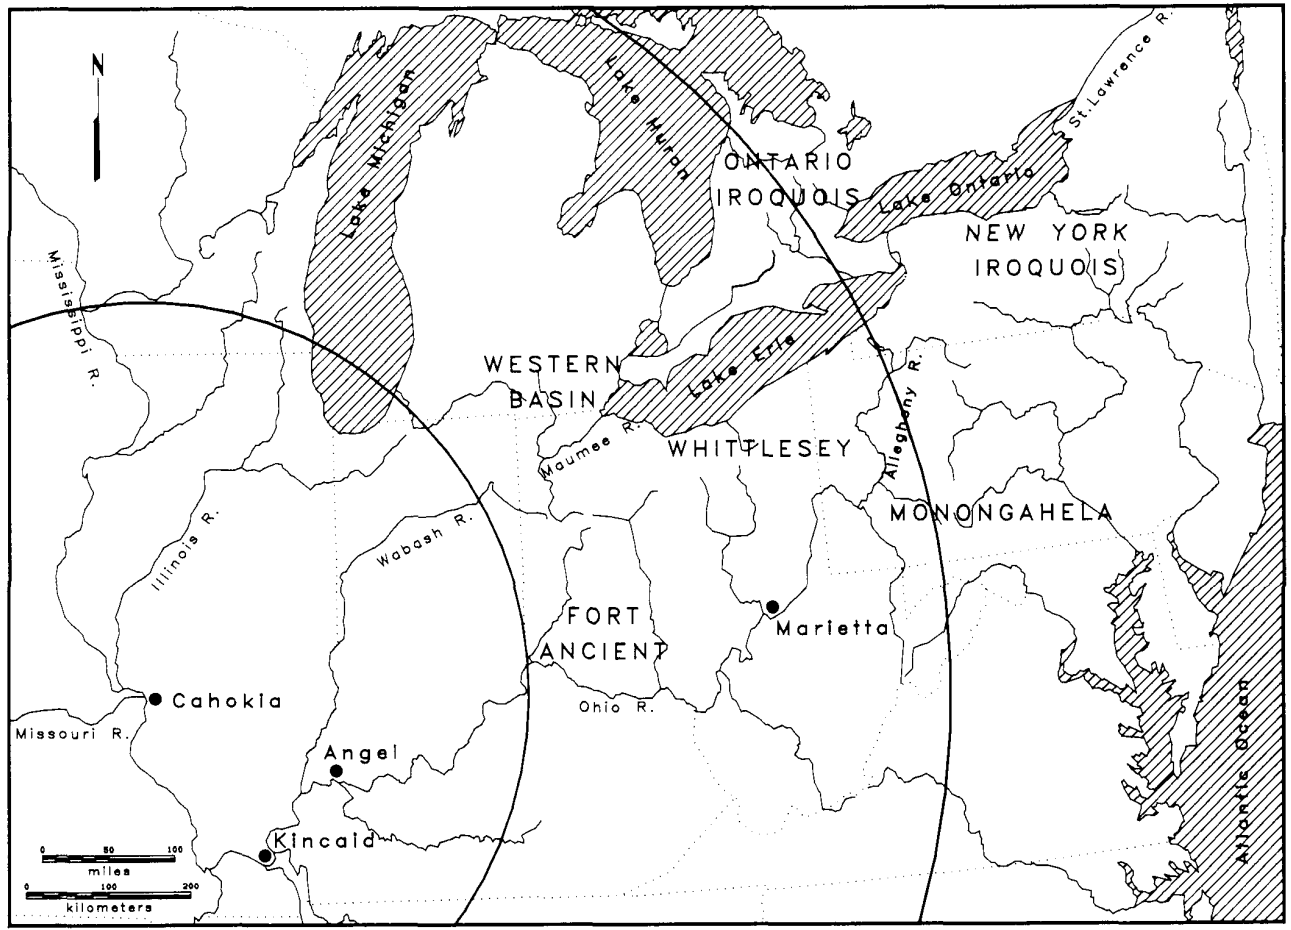 N
Lake Michigan
Lake Huron
St. Lawrence R.
ONTARIO
IROQUOIS
Lake Ontario
NEW YORK
IROQUOIS
Mississippi R.
WESTERN
BASIN
Lake Erie
Allegheny R.
Maumee R.
WHITTLESEY
MONONGAHELA
Illinois R.
Wabash R.
FORT
ANCIENT
Marietta
Cahokia
Ohio R.
Missouri R.
Angel
Atlantic Ocean
Kincaid
0 50 100
miles
0 100 200
kilometers